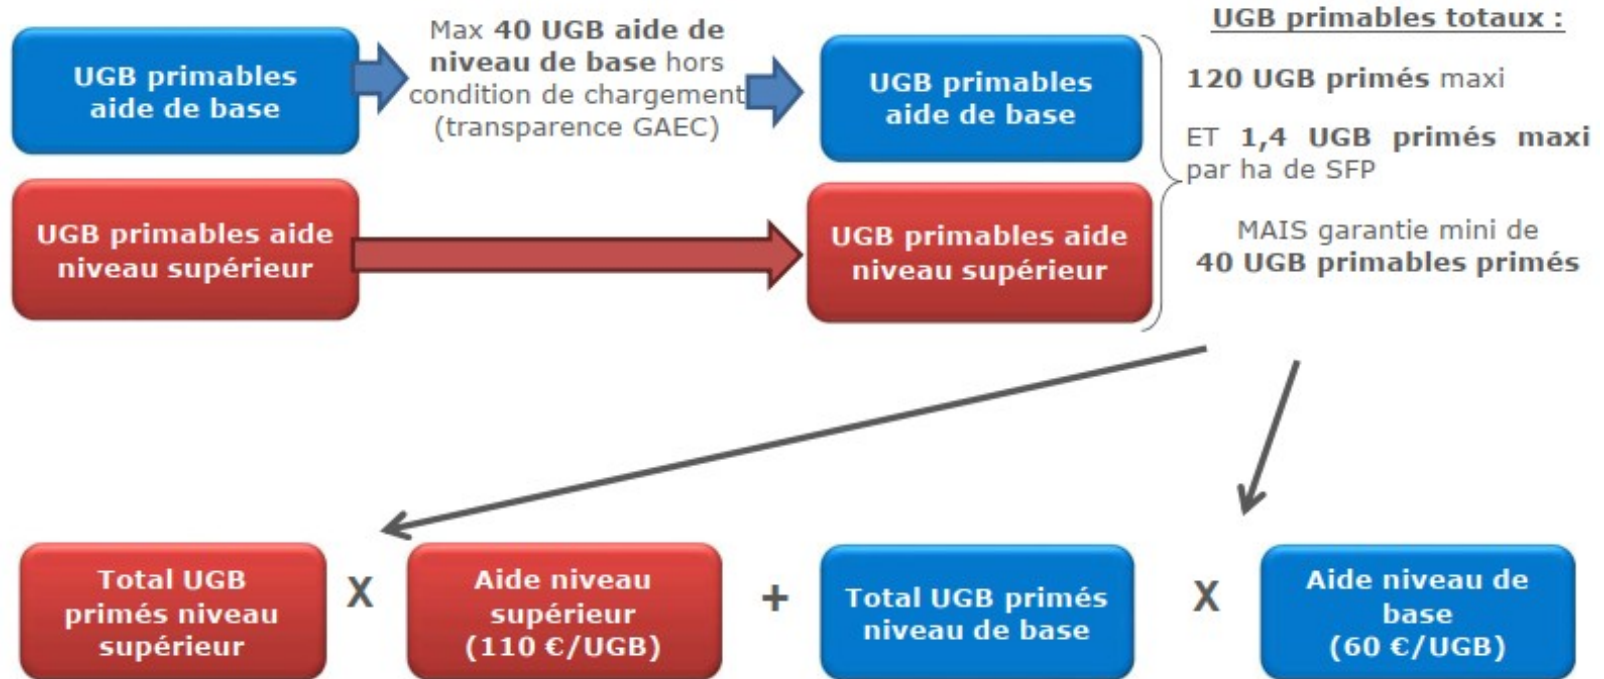 UGB primables
aide de base
Max 40 UGB aide de
niveau de base hors
condition de chargement
(transparence GAEC)
UGB primables
aide de base
UGB primables aide
niveau supérieur
UGB primables aide
niveau supérieur
UGB primables totaux :
120 UGB primés maxi
ET 1,4 UGB primés maxi
par ha de SFP
MAIS garantie mini de
40 UGB primables primés
Total UGB
primés niveau
supérieur
X
Aide niveau
supérieur
(110 €/UGB)
+
Total UGB primés
niveau de base
X
Aide niveau de
base
(60 €/UGB)